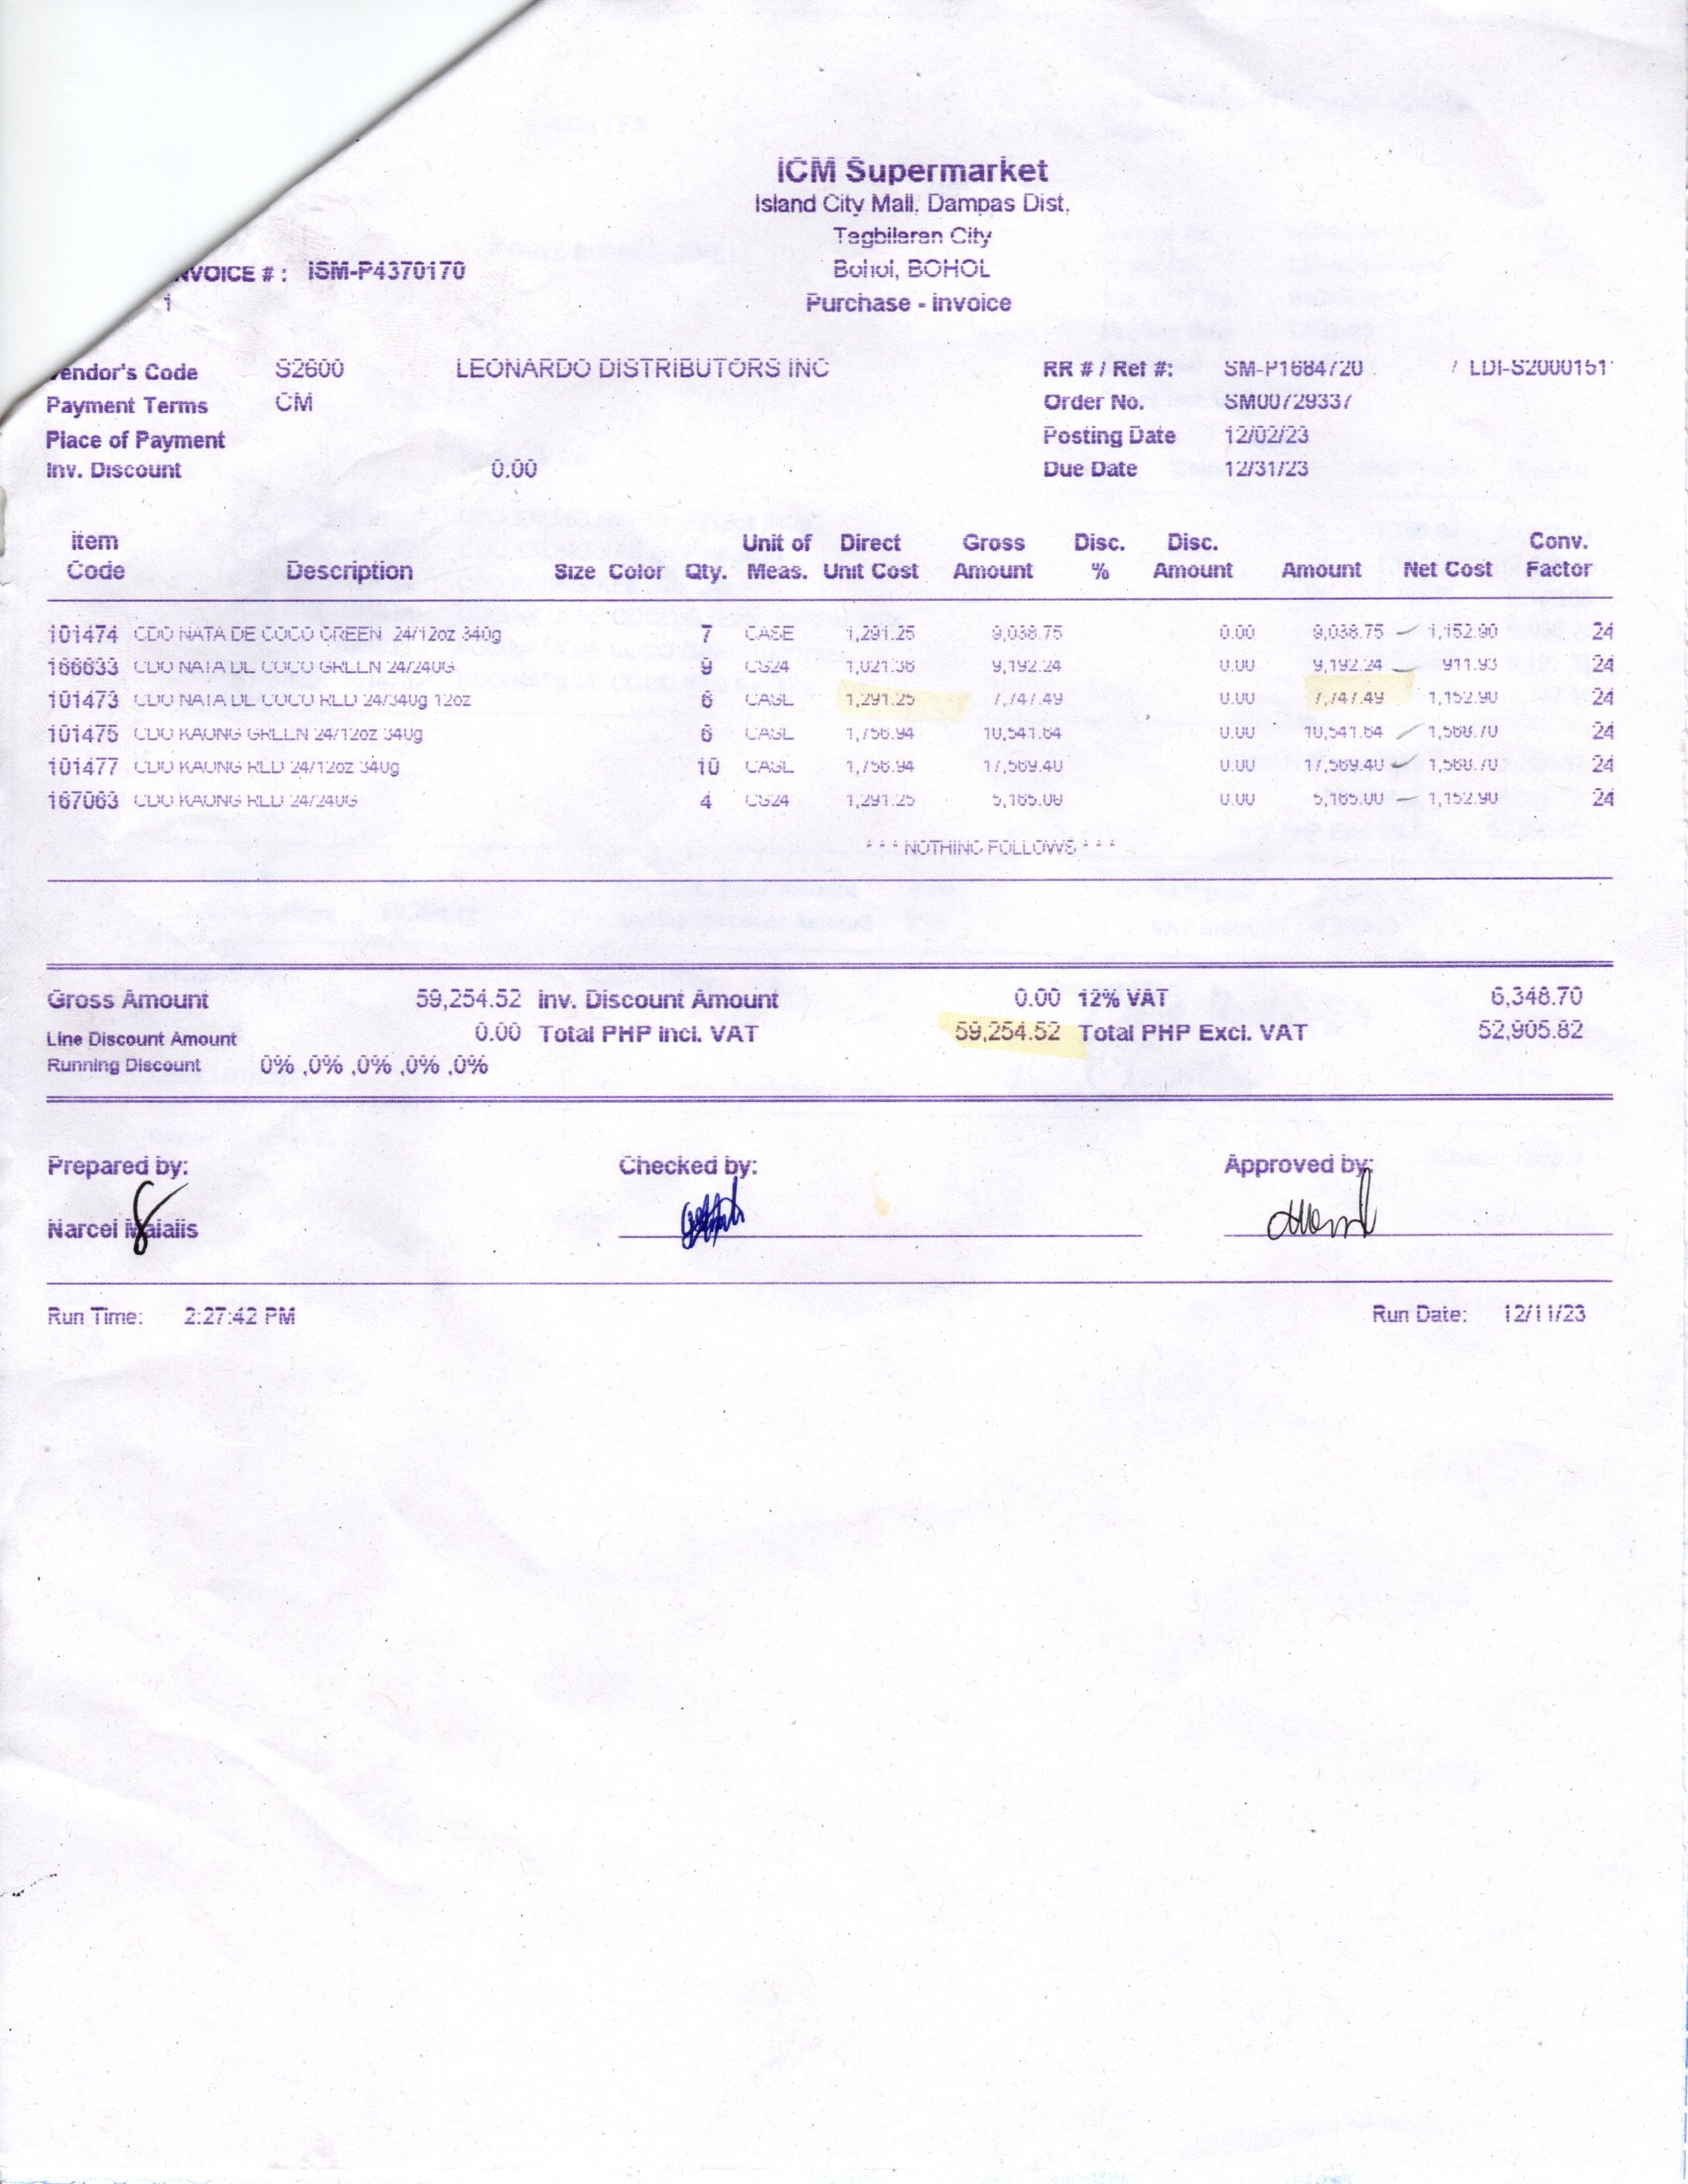 ICM Supermarket
Island City Mall, Dampas Dist.
Tagbilaran City
Bohol, BOHOL
NVOICE # : ISM-P4370170
1
Purchase - Invoice
endor's Code S2600 LEONARDO DISTRIBUTORS INC RR # / Ref #: SM-P1684720 / LDI-S2000151
Payment Terms CM Order No. SM00729337
Place of Payment Posting Date 12/02/23
Inv. Discount 0.00 Due Date 12/31/23
Item Unit of Direct Gross Disc. Disc. Conv.
Code Description Size Color Qty. Meas. Unit Cost Amount % Amount Amount Net Cost Factor
101474 CDO NATA DE COCO GREEN 24/12oz 340g 7 CASE 1,291.25 9,038.75 0.00 9,038.75 1,152.90 24
166633 CDO NATA DE COCO GREEN 24/240G 9 CS24 1,021.36 9,192.24 0.00 9,192.24 911.93 24
101473 CDO NATA DE COCO RED 24/340g 12oz 6 CASE 1,291.25 7,747.49 0.00 7,747.49 1,152.90 24
101475 CDO KAONG GREEN 24/12oz 340g 6 CASE 1,756.94 10,541.64 0.00 10,541.64 1,568.70 24
101477 CDO KAONG RED 24/12oz 340g 10 CASE 1,756.94 17,569.40 0.00 17,569.40 1,568.70 24
167063 CDO KAONG RED 24/240G 4 CS24 1,291.25 5,165.00 0.00 5,165.00 1,152.90 24
* * * NOTHING FOLLOWS * * *
Gross Amount 59,254.52 Inv. Discount Amount 0.00 12% VAT 6,348.70
Line Discount Amount 0.00 Total PHP Incl. VAT 59,254.52 Total PHP Excl. VAT 52,905.82
Running Discount 0% ,0% ,0% ,0% ,0%
Prepared by: Checked by: Approved by:
Narcel Malalis
Run Time: 2:27:42 PM Run Date: 12/11/23